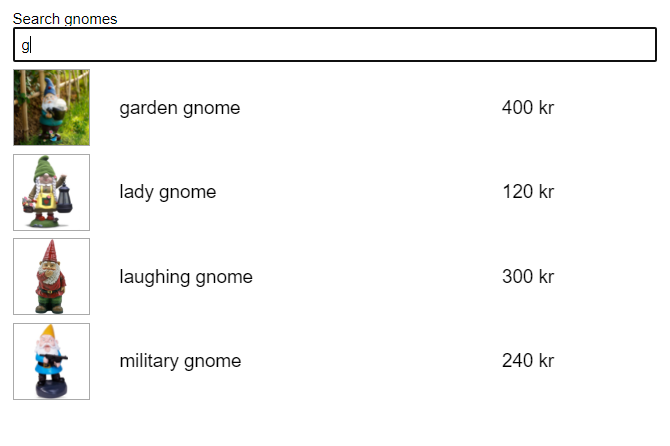 Search gnomes
g
garden gnome 400 kr
lady gnome 120 kr
laughing gnome 300 kr
military gnome 240 kr